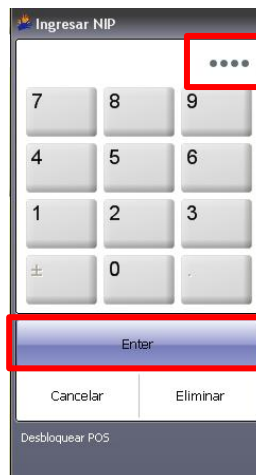 Ingresar NIP
••••
7 8 9
4 5 6
1 2 3
± 0 .
Enter
Cancelar Eliminar
Desbloquear POS